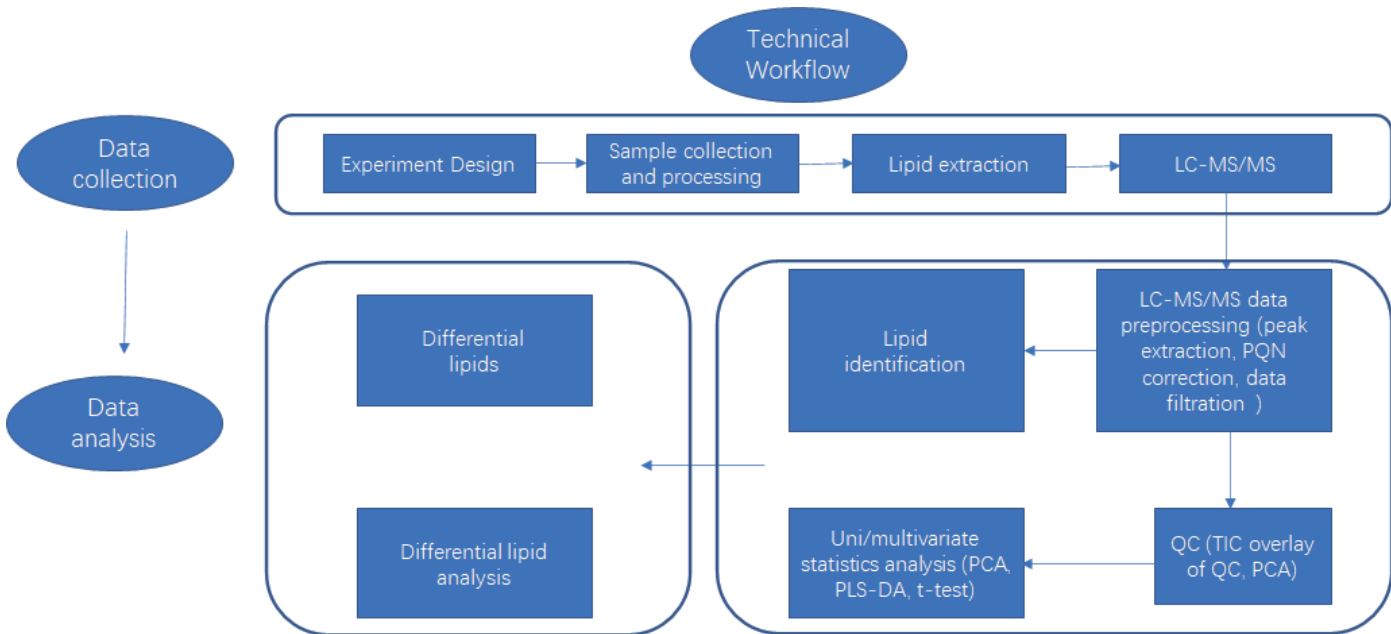 Technical
Workflow
Data
collection
Experiment Design
Sample collection
and processing
Lipid extraction
LC-MS/MS
Differential
lipids
Lipid
identification
LC-MS/MS data
preprocessing (peak
extraction, PQN
correction, data
filtration )
Data
analysis
Differential lipid
analysis
Uni/multivariate
statistics analysis (PCA,
PLS-DA, t-test)
QC (TIC overlay
of QC, PCA)